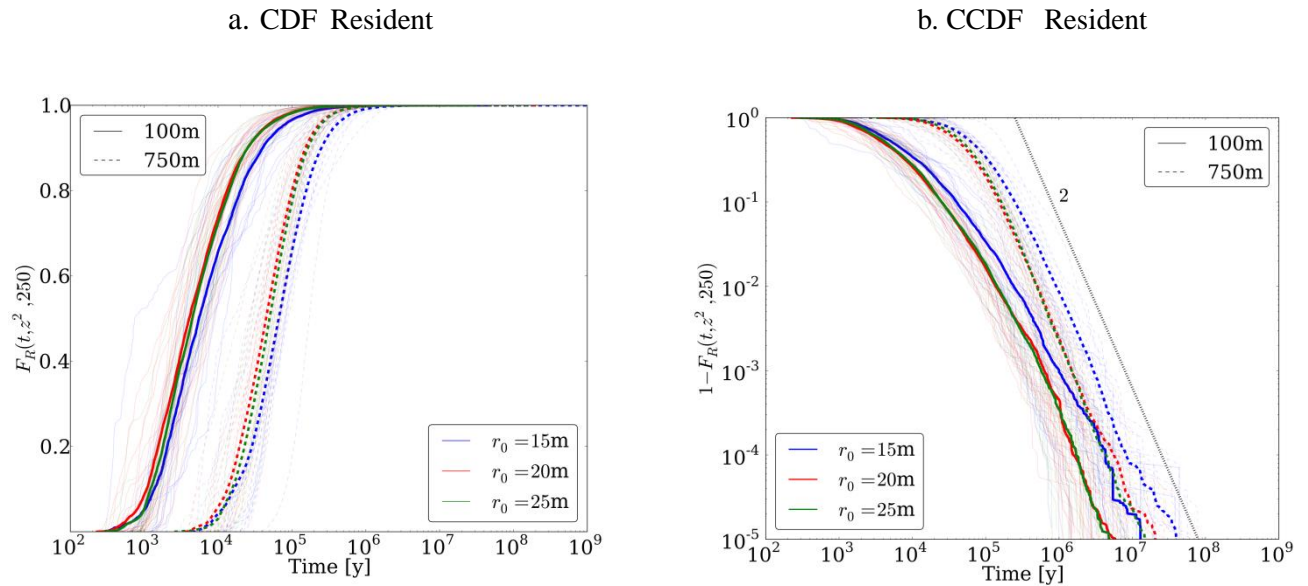 a. CDF Resident
b. CCDF Resident
1.0
0.8
0.6
0.4
0.2
F_R(t,z^2 ,250)
100m
750m
r_0 =15m
r_0 =20m
r_0 =25m
10^2 10^3 10^4 10^5 10^6 10^7 10^8 10^9
Time [y]
10^0
10^-1
10^-2
10^-3
10^-4
10^-5
1−F_R(t,z^2 ,250)
100m
750m
2
r_0 =15m
r_0 =20m
r_0 =25m
10^2 10^3 10^4 10^5 10^6 10^7 10^8 10^9
Time [y]